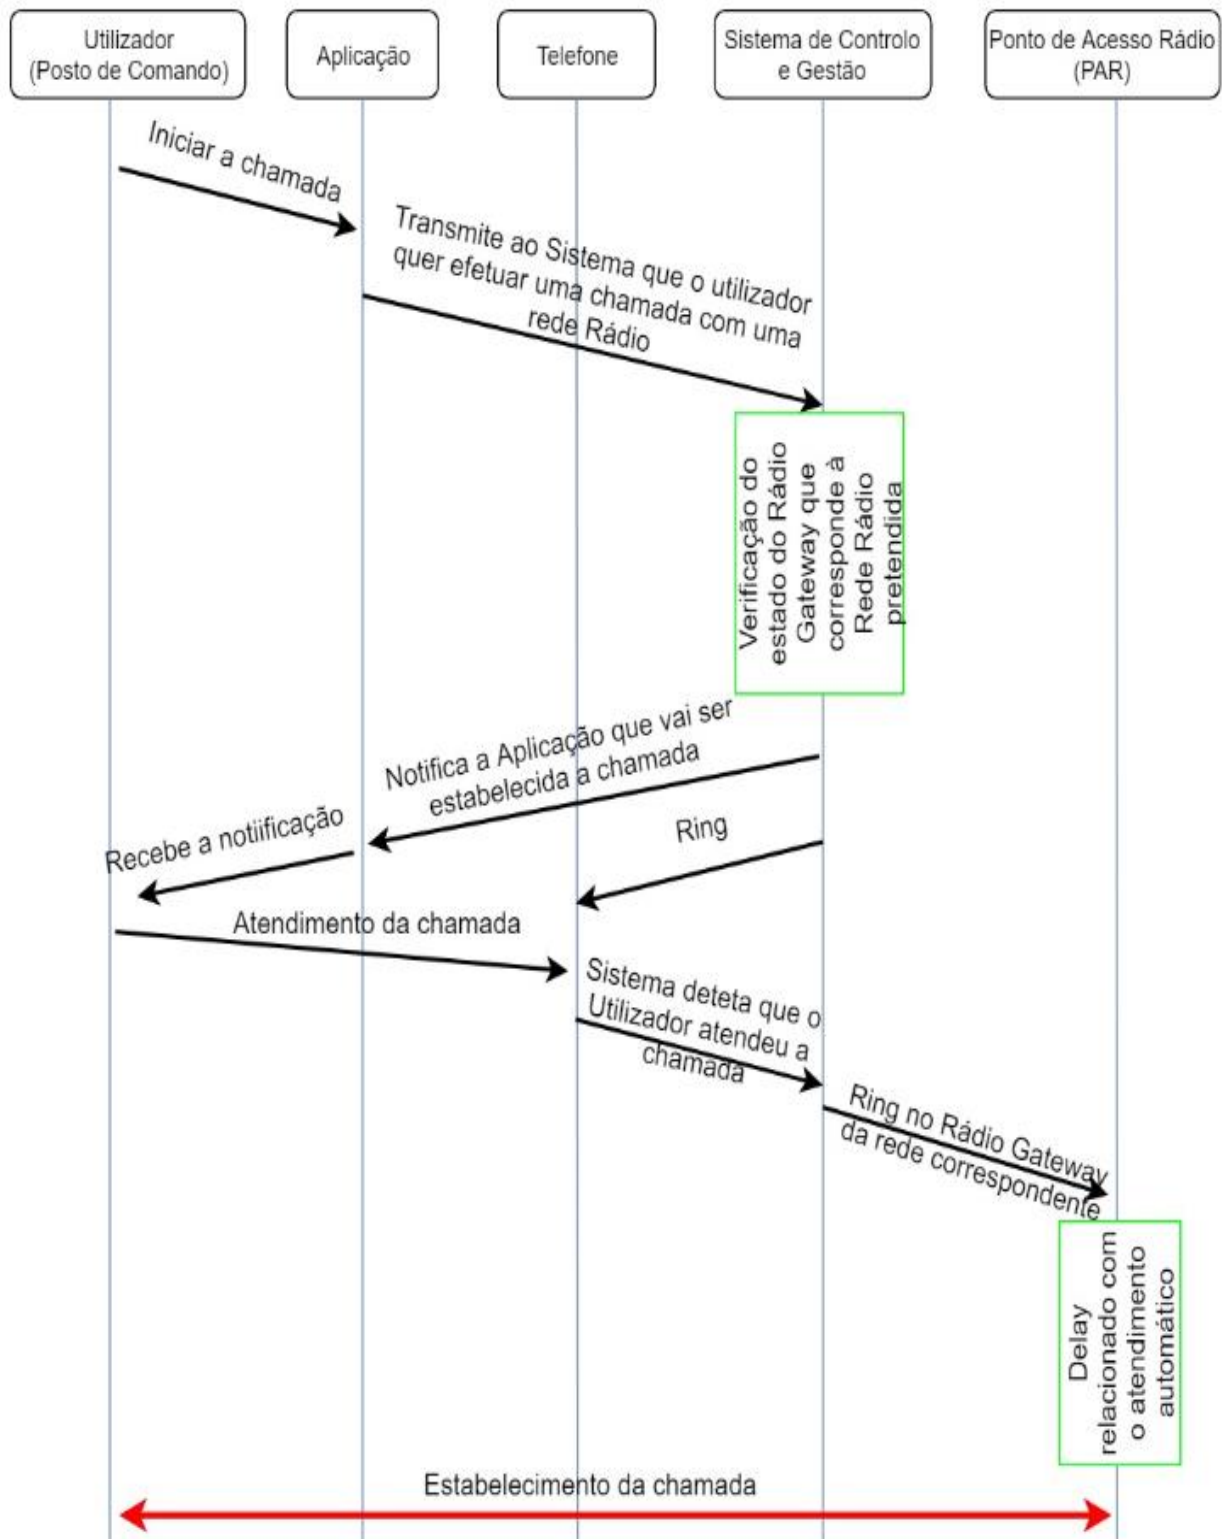 Utilizador
(Posto de Comando)
Aplicação
Telefone
Sistema de Controlo
e Gestão
Ponto de Acesso Rádio
(PAR)
Iniciar a chamada
Transmite ao Sistema que o utilizador
quer efetuar uma chamada com uma
rede Rádio
Verificação do
estado do Rádio
Gateway que
corresponde à
Rede Rádio
pretendida
Notifica a Aplicação que vai ser
estabelecida a chamada
Recebe a notiificação
Ring
Atendimento da chamada
Sistema deteta que o
Utilizador atendeu a
chamada
Ring no Rádio Gateway
da rede correspondente
Delay
relacionado com
o atendimento
automático
Estabelecimento da chamada